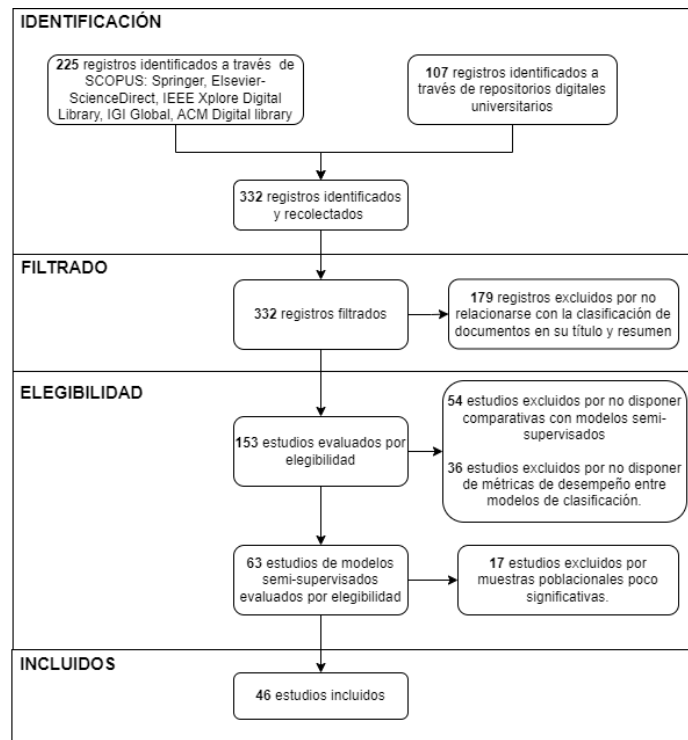 IDENTIFICACIÓN
225 registros identificados a través de
SCOPUS: Springer, Elsevier-
ScienceDirect, IEEE Xplore Digital
Library, IGI Global, ACM Digital library
107 registros identificados a
través de repositorios digitales
universitarios
332 registros identificados
y recolectados
FILTRADO
332 registros filtrados
179 registros excluidos por no
relacionarse con la clasificación de
documentos en su título y resumen
ELEGIBILIDAD
153 estudios evaluados por
elegibilidad
54 estudios excluidos por no disponer
comparativas con modelos semi-
supervisados
36 estudios excluidos por no disponer
de métricas de desempeño entre
modelos de clasificación.
63 estudios de modelos
semi-supervisados
evaluados por elegibilidad
17 estudios excluidos por
muestras poblacionales poco
significativas.
INCLUIDOS
46 estudios incluidos